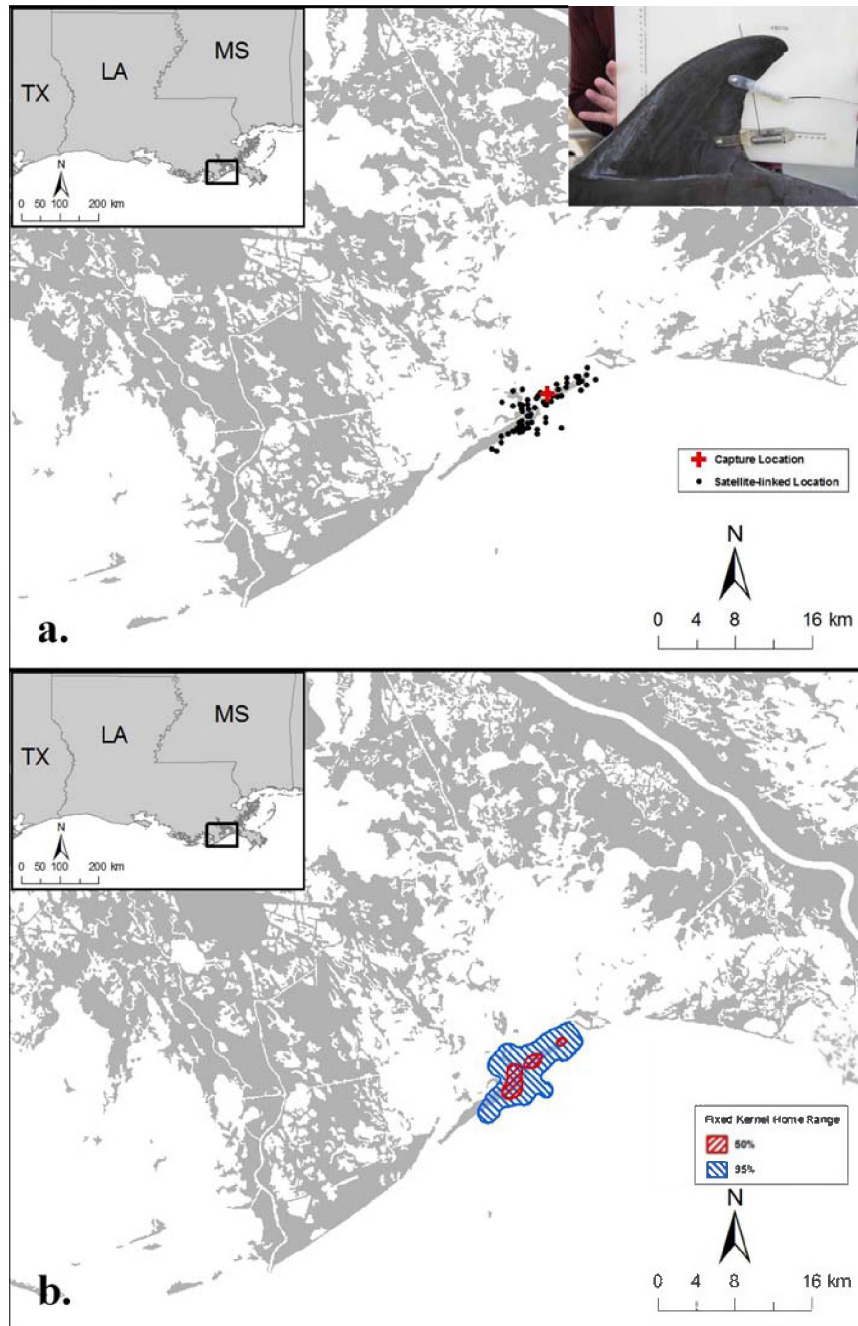 TX
LA
MS
N
0 50 100 200 km
Capture Location
Satellite-linked Location
N
0 4 8 16 km
a.
TX
LA
MS
N
0 50 100 200 km
Fixed Kernel Home Range
50%
95%
N
0 4 8 16 km
b.